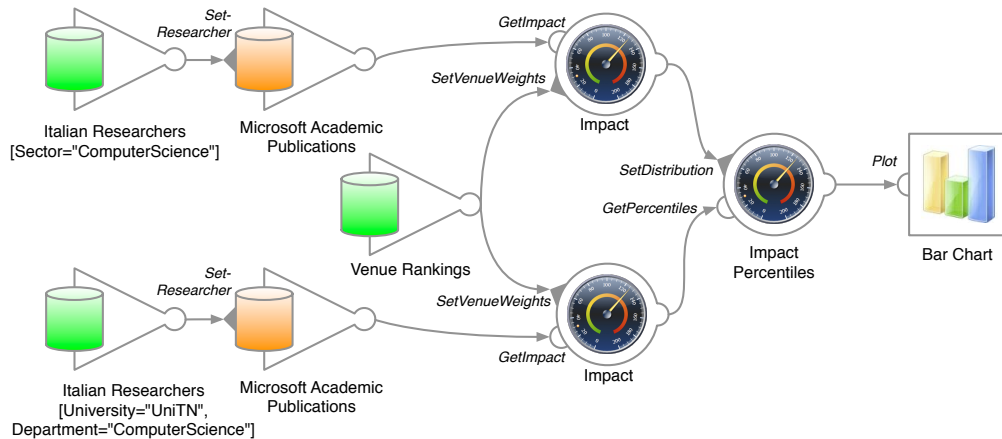 Set-
Researcher
Italian Researchers
[Sector="ComputerScience"]
Microsoft Academic
Publications
GetImpact
SetVenueWeights
Impact
Venue Rankings
SetDistribution
GetPercentiles
Impact
Percentiles
Plot
Bar Chart
Set-
Researcher
Italian Researchers
[University="UniTN",
Department="ComputerScience"]
Microsoft Academic
Publications
SetVenueWeights
GetImpact
Impact